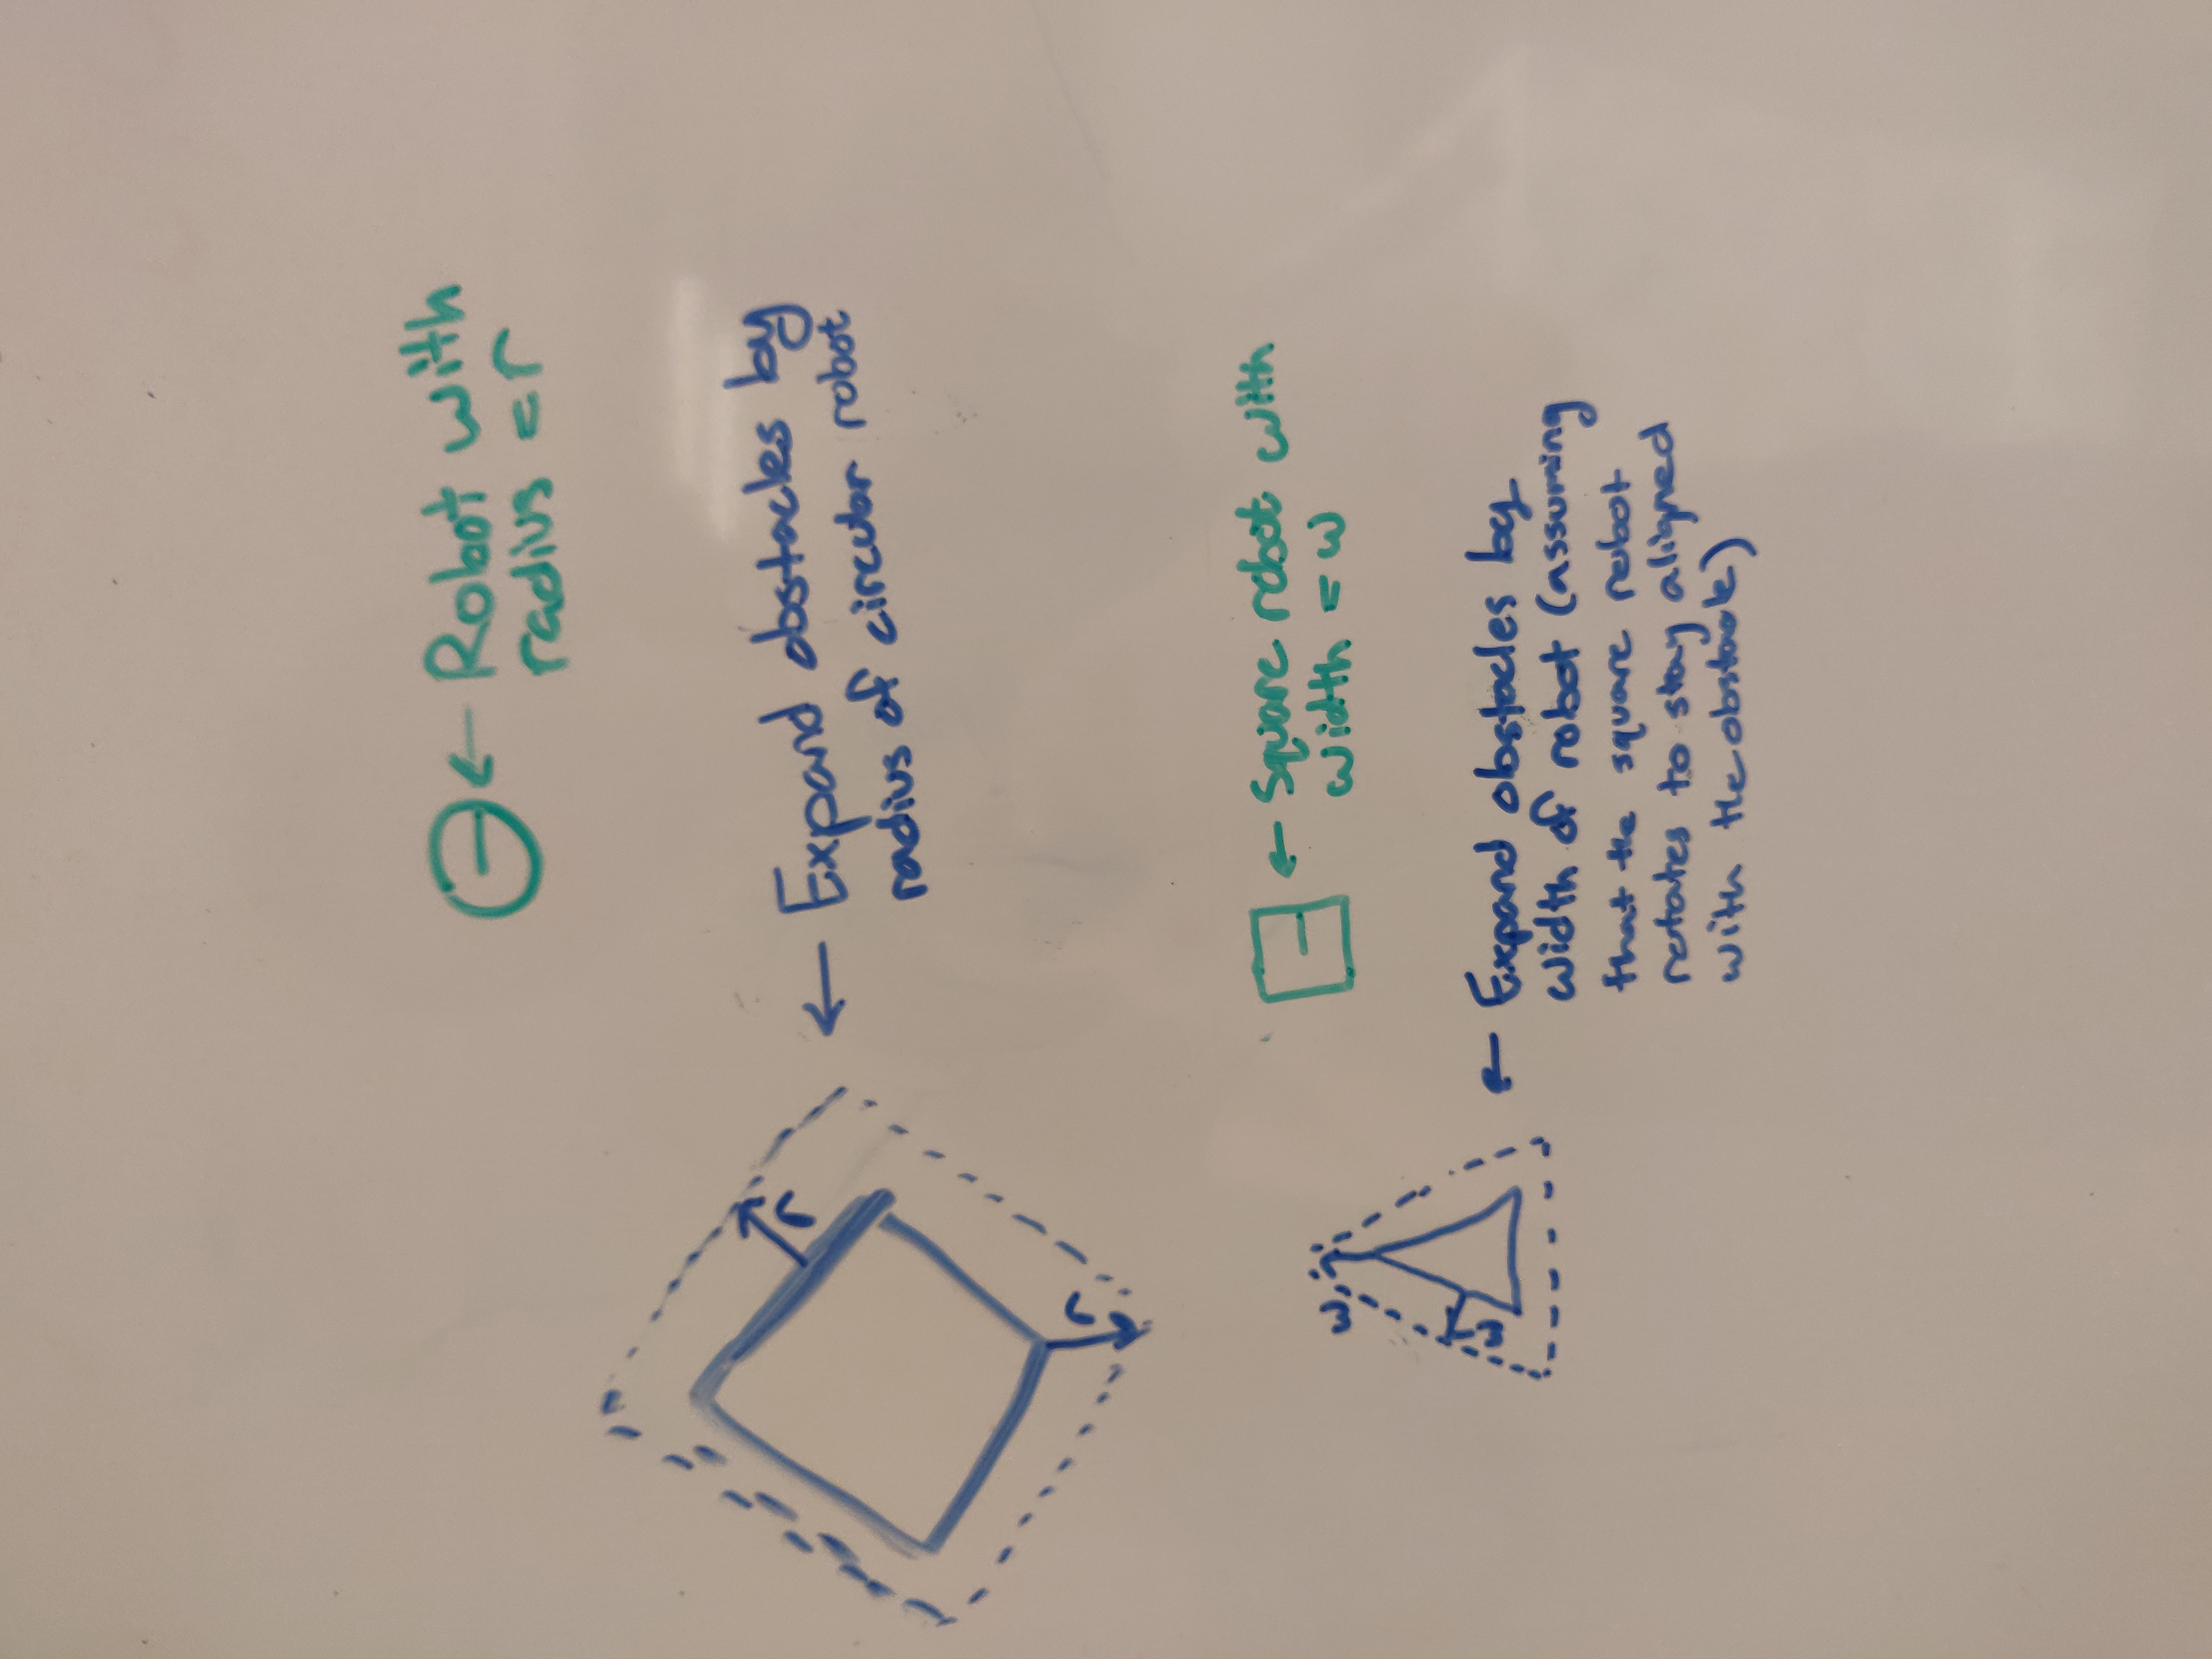 ← Robot with
radius = r
r
← Expand obstacles by
radius of circular robot
r
← Square robot with
width = w
w
w
← Expand obstacles by
width of robot (assuming
that the square robot
rotates to stay aligned
with the obstacle)